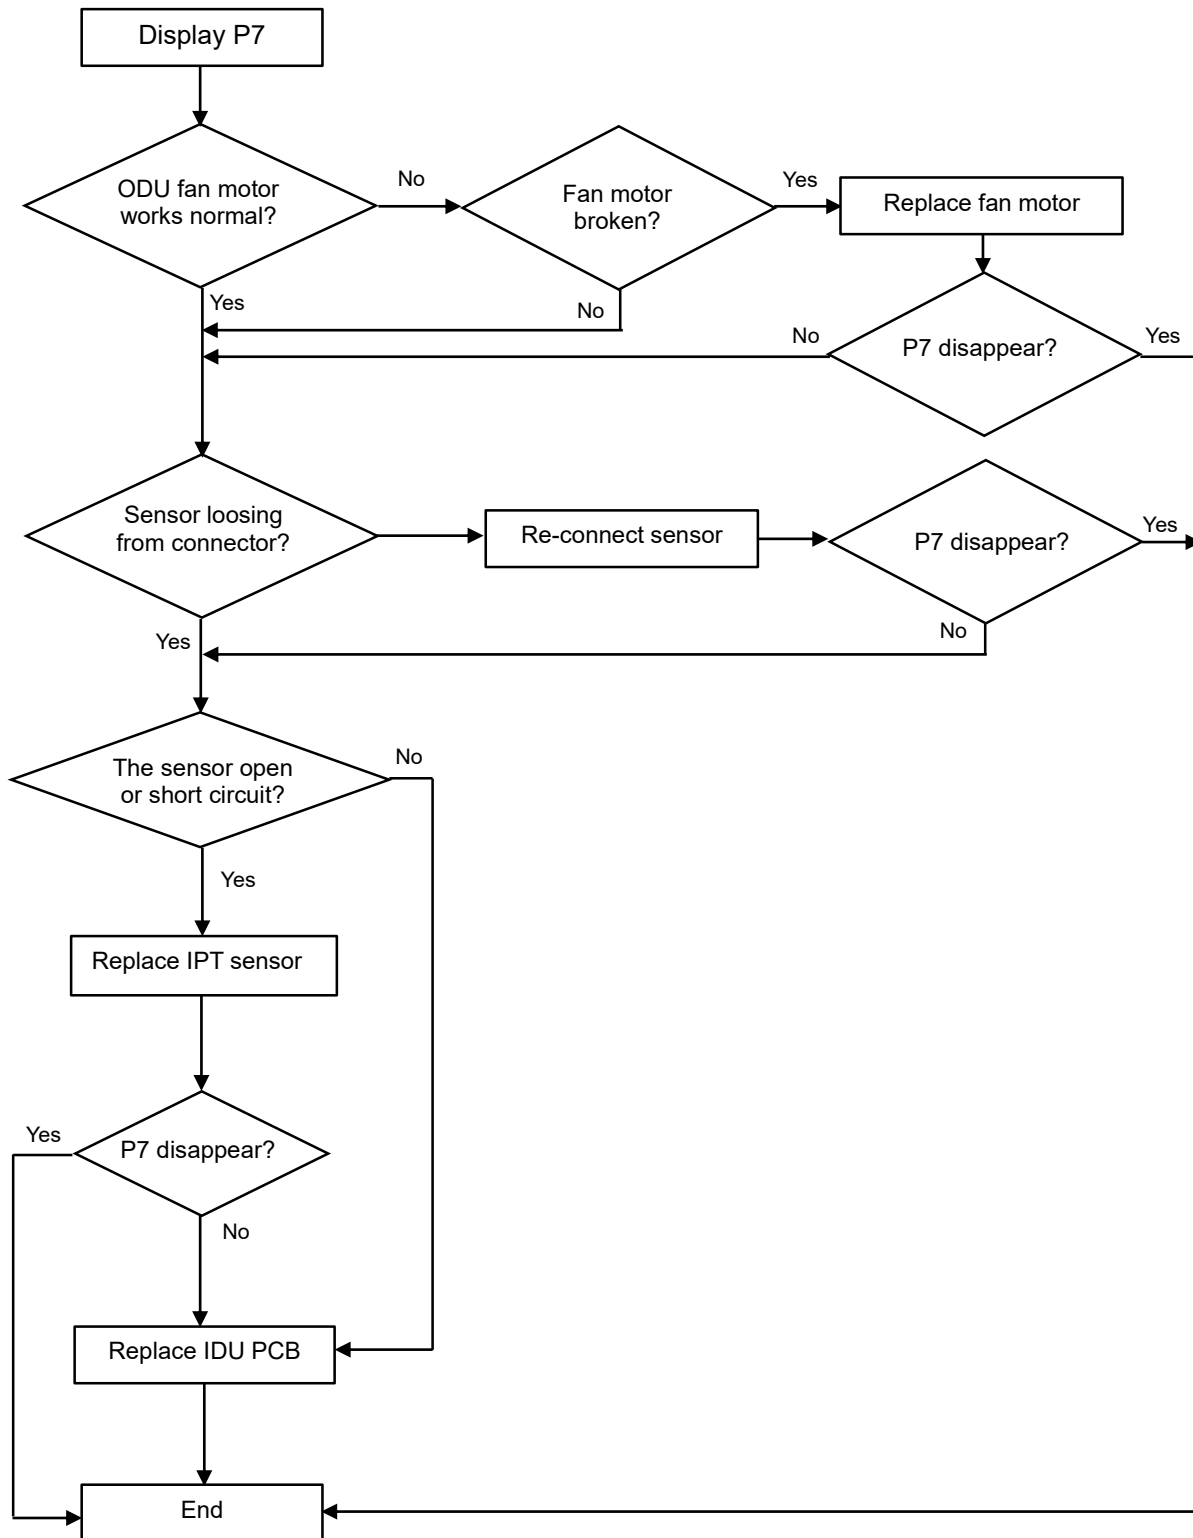 Display P7
ODU fan motor
works normal?
No
Fan motor
broken?
Yes
Replace fan motor
Yes
No
No
P7 disappear?
Yes
Sensor loosing
from connector?
Re-connect sensor
P7 disappear?
Yes
Yes
No
The sensor open
or short circuit?
No
Yes
Replace IPT sensor
Yes
P7 disappear?
No
Replace IDU PCB
End